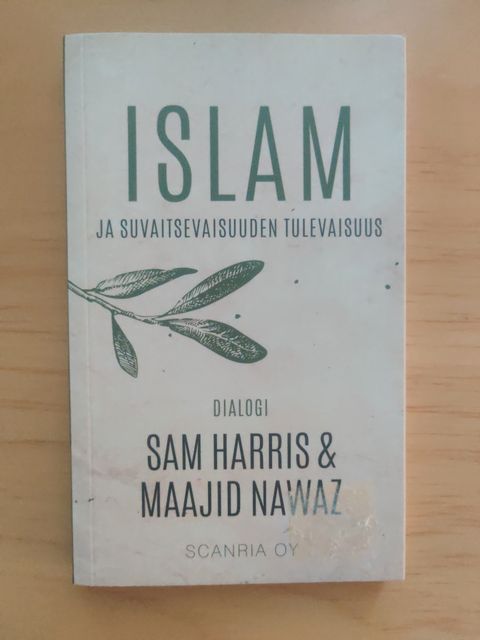 ISLAM
JA SUVAITSEVAISUUDEN TULEVAISUUS
DIALOGI
SAM HARRIS &
MAAJID NAWAZ
SCANRIA OY